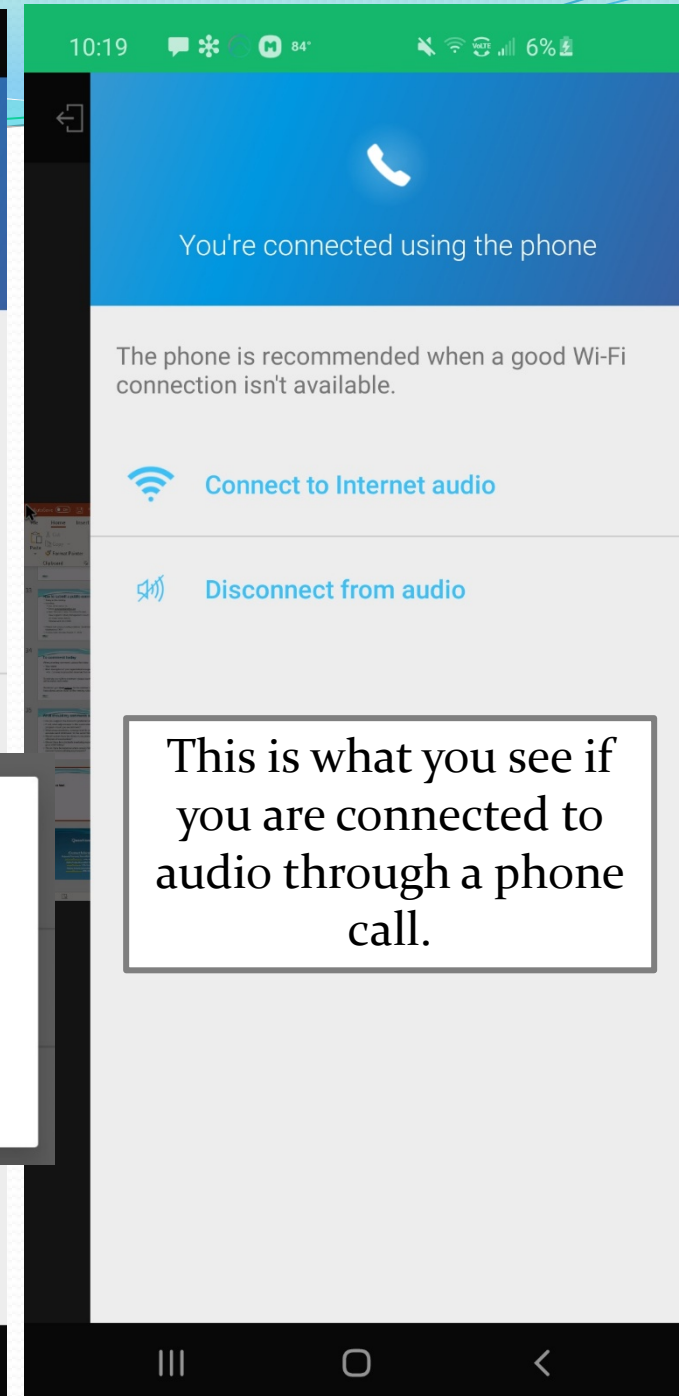 10:19 84° VoLTE 6%
You're connected using the phone
The phone is recommended when a good Wi-Fi
connection isn't available.
Connect to Internet audio
Disconnect from audio
This is what you see if
you are connected to
audio through a phone
call.